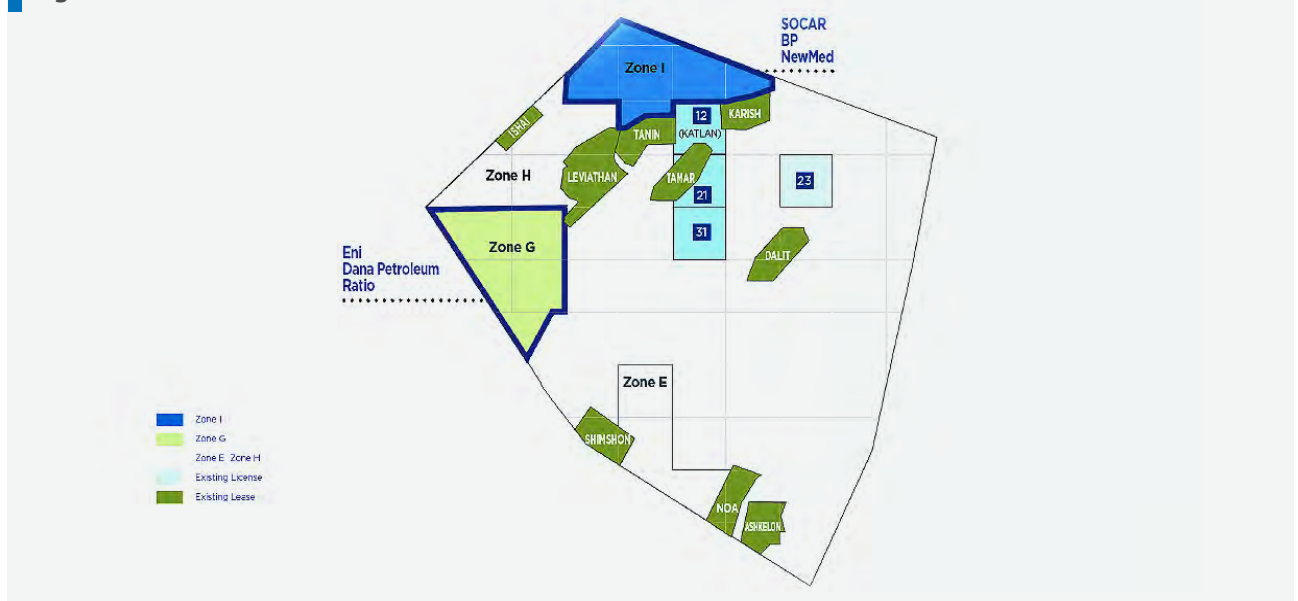 SOCAR
BP
NewMed
Zone I
12
(KATLAN)
KARISH
ISHAI
TANIN
Zone H
LEVIATHAN
TAMAR
23
21
31
Zone G
Eni
Dana Petroleum
Ratio
DALIT
Zone E
SHIMSHON
NOA
ASHKELON
Zone I
Zone G
Zone E Zone H
Existing License
Existing Lease